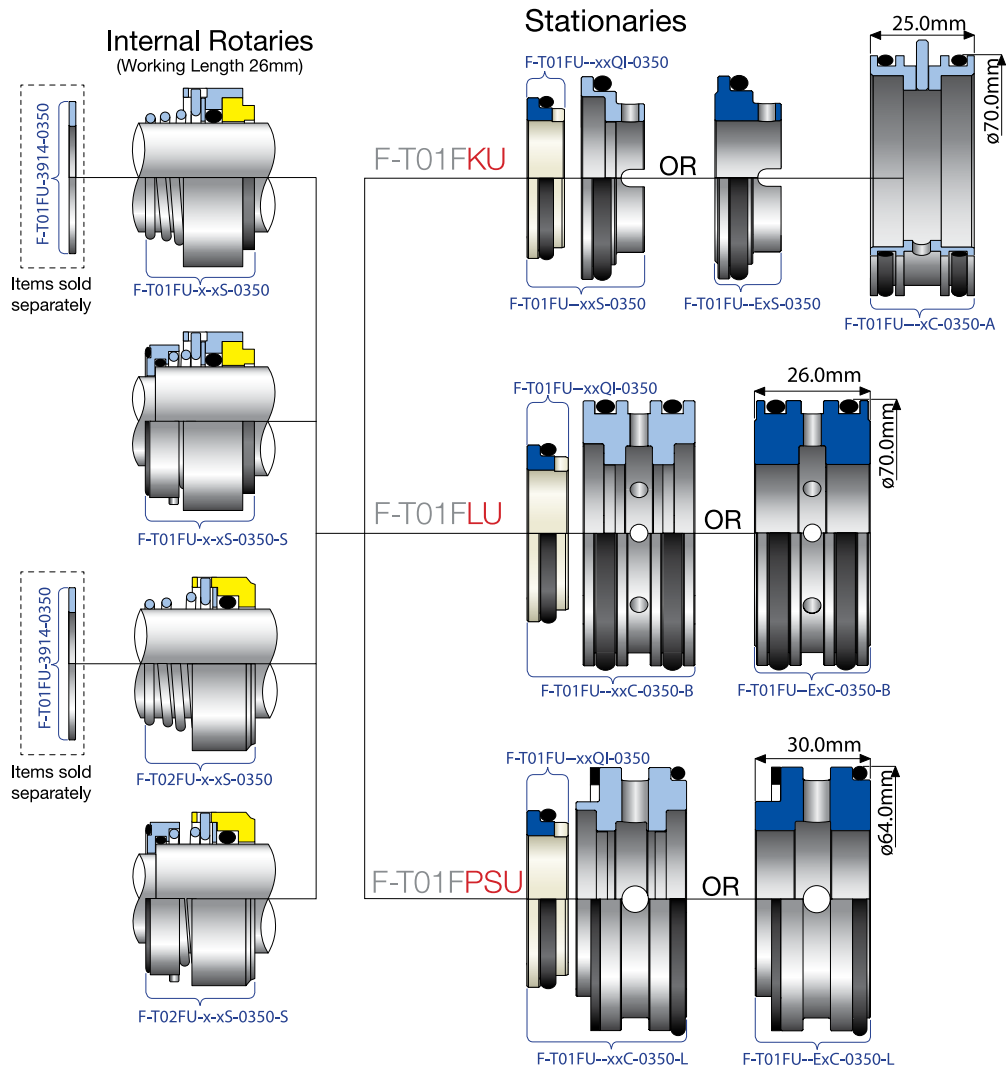 Internal Rotaries
(Working Length 26mm)
F-T01FU-3914-0350
Items sold
separately
F-T01FU-x-xS-0350
F-T01FU-x-xS-0350-S
F-T01FU-3914-0350
Items sold
separately
F-T02FU-x-xS-0350
F-T02FU-x-xS-0350-S
Stationaries
F-T01FKU
F-T01FU--xxQI-0350
F-T01FU---xxS-0350
OR
F-T01FU--ExS-0350
25.0mm
ø70.0mm
F-T01FU---xC-0350-A
F-T01FLU
F-T01FU—xxQI-0350
F-T01FU--xxC-0350-B
OR
26.0mm
ø70.0mm
F-T01FU—ExC-0350-B
F-T01FPSU
F-T01FU--xxQI-0350
F-T01FU--xxC-0350-L
OR
30.0mm
ø64.0mm
F-T01FU--ExC-0350-L